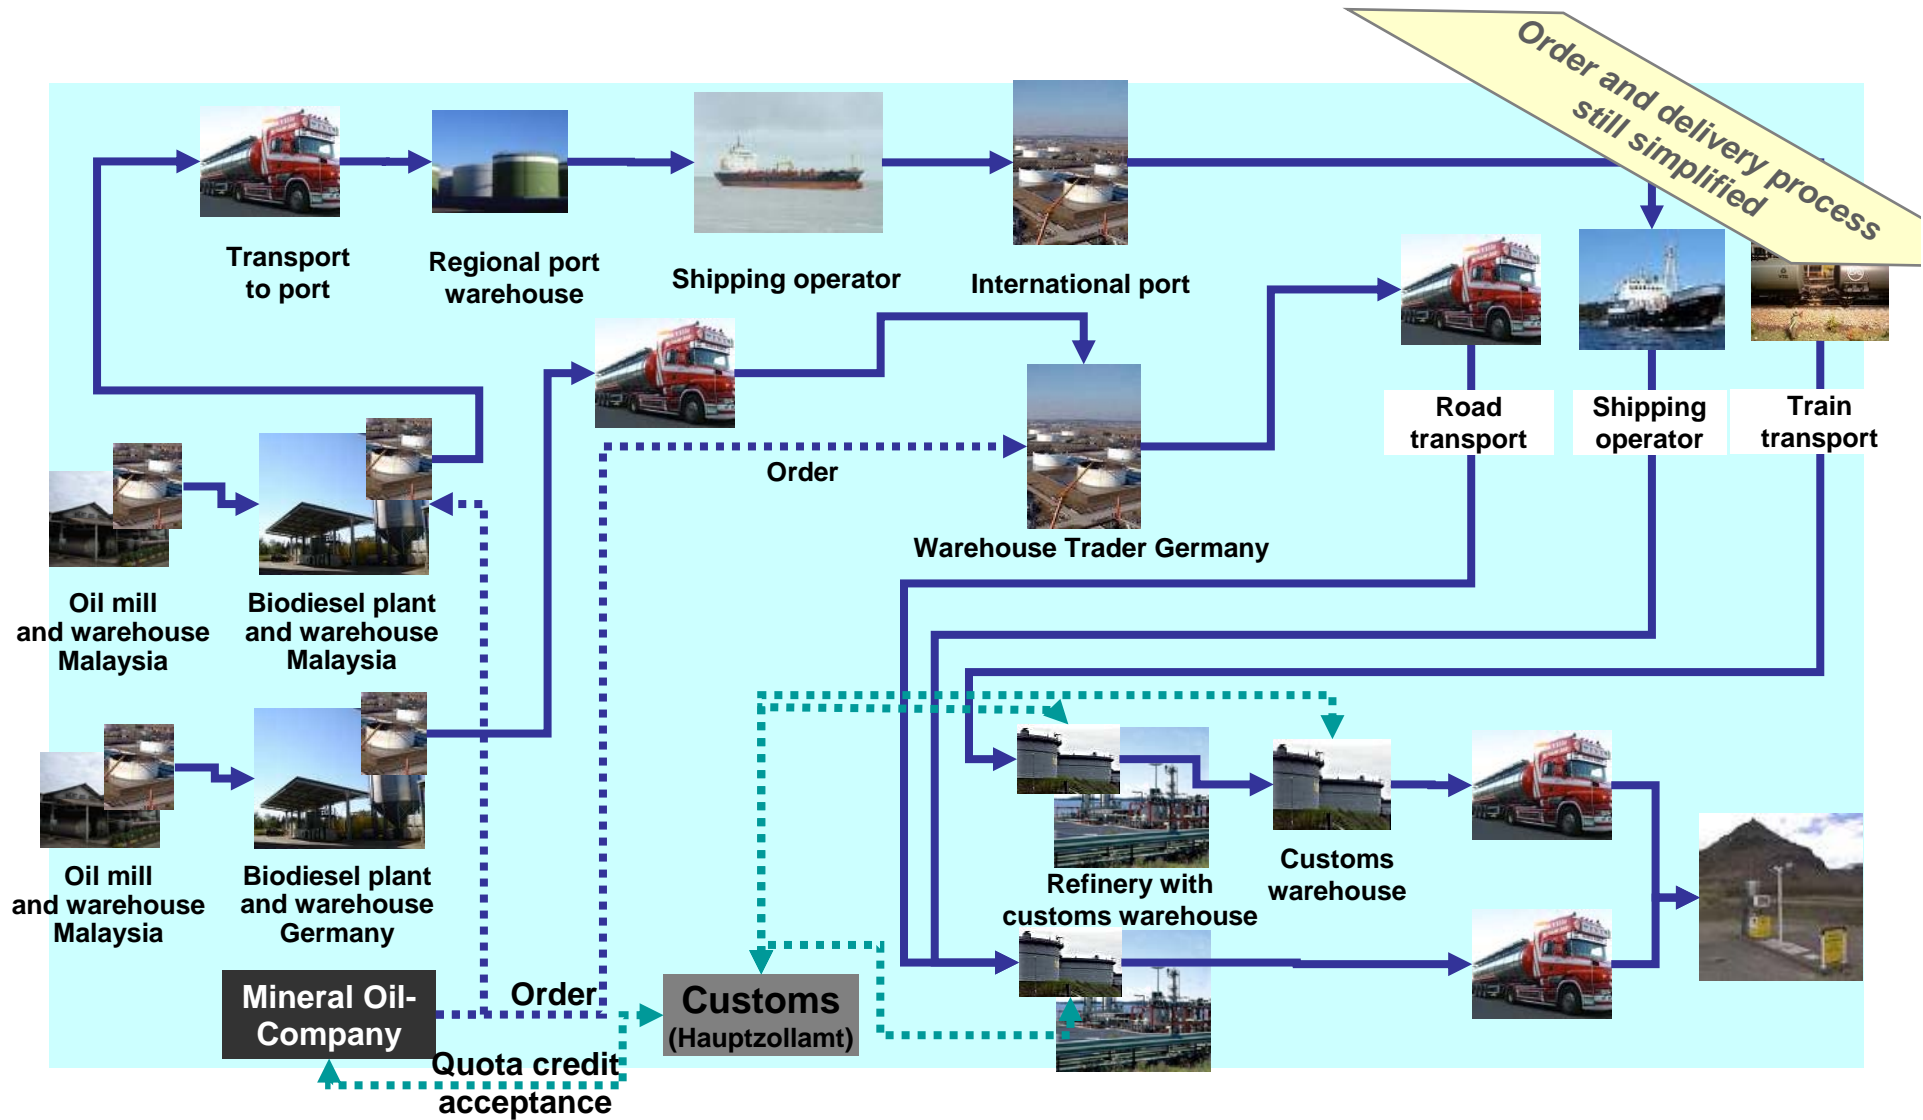 Order and delivery process
still simplified
Transport
to port
Regional port
warehouse
Shipping operator
International port
Road
transport
Shipping
operator
Train
transport
Order
Warehouse Trader Germany
Oil mill
and warehouse
Malaysia
Biodiesel plant
and warehouse
Malaysia
Oil mill
and warehouse
Malaysia
Biodiesel plant
and warehouse
Germany
Refinery with
customs warehouse
Customs
warehouse
Mineral Oil-
Company
Order
Customs
(Hauptzollamt)
Quota credit
acceptance